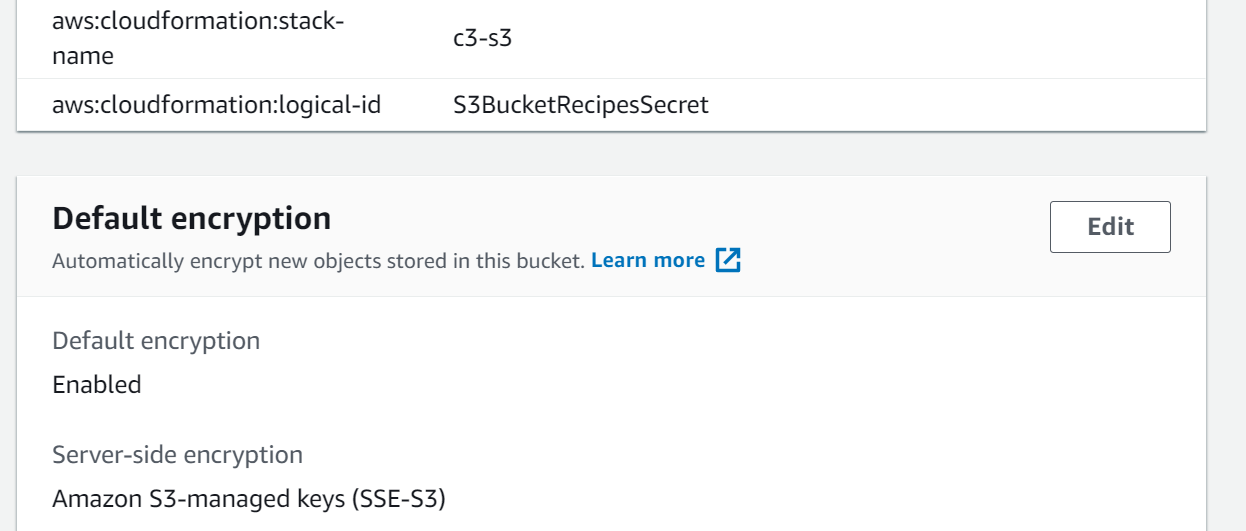 aws:cloudformation:stack-
name
c3-s3
aws:cloudformation:logical-id S3BucketRecipesSecret
Default encryption
Edit
Automatically encrypt new objects stored in this bucket. Learn more
Default encryption
Enabled
Server-side encryption
Amazon S3-managed keys (SSE-S3)